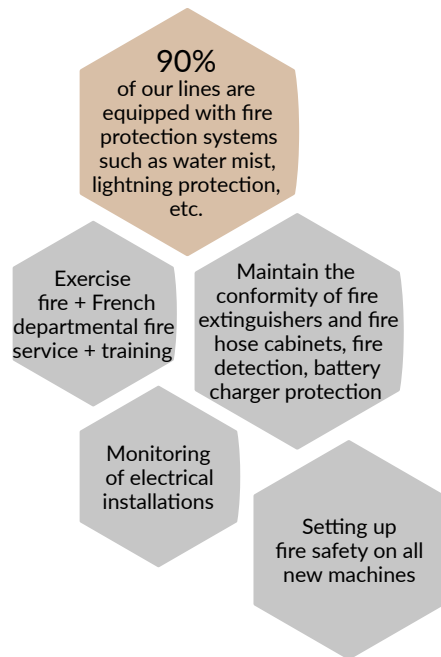 90%
of our lines are
equipped with fire
protection systems
such as water mist,
lightning protection,
etc.
Exercise
fire + French
departmental fire
service + training
Maintain the
conformity of fire
extinguishers and fire
hose cabinets, fire
detection, battery
charger protection
Monitoring
of electrical
installations
Setting up
fire safety on all
new machines